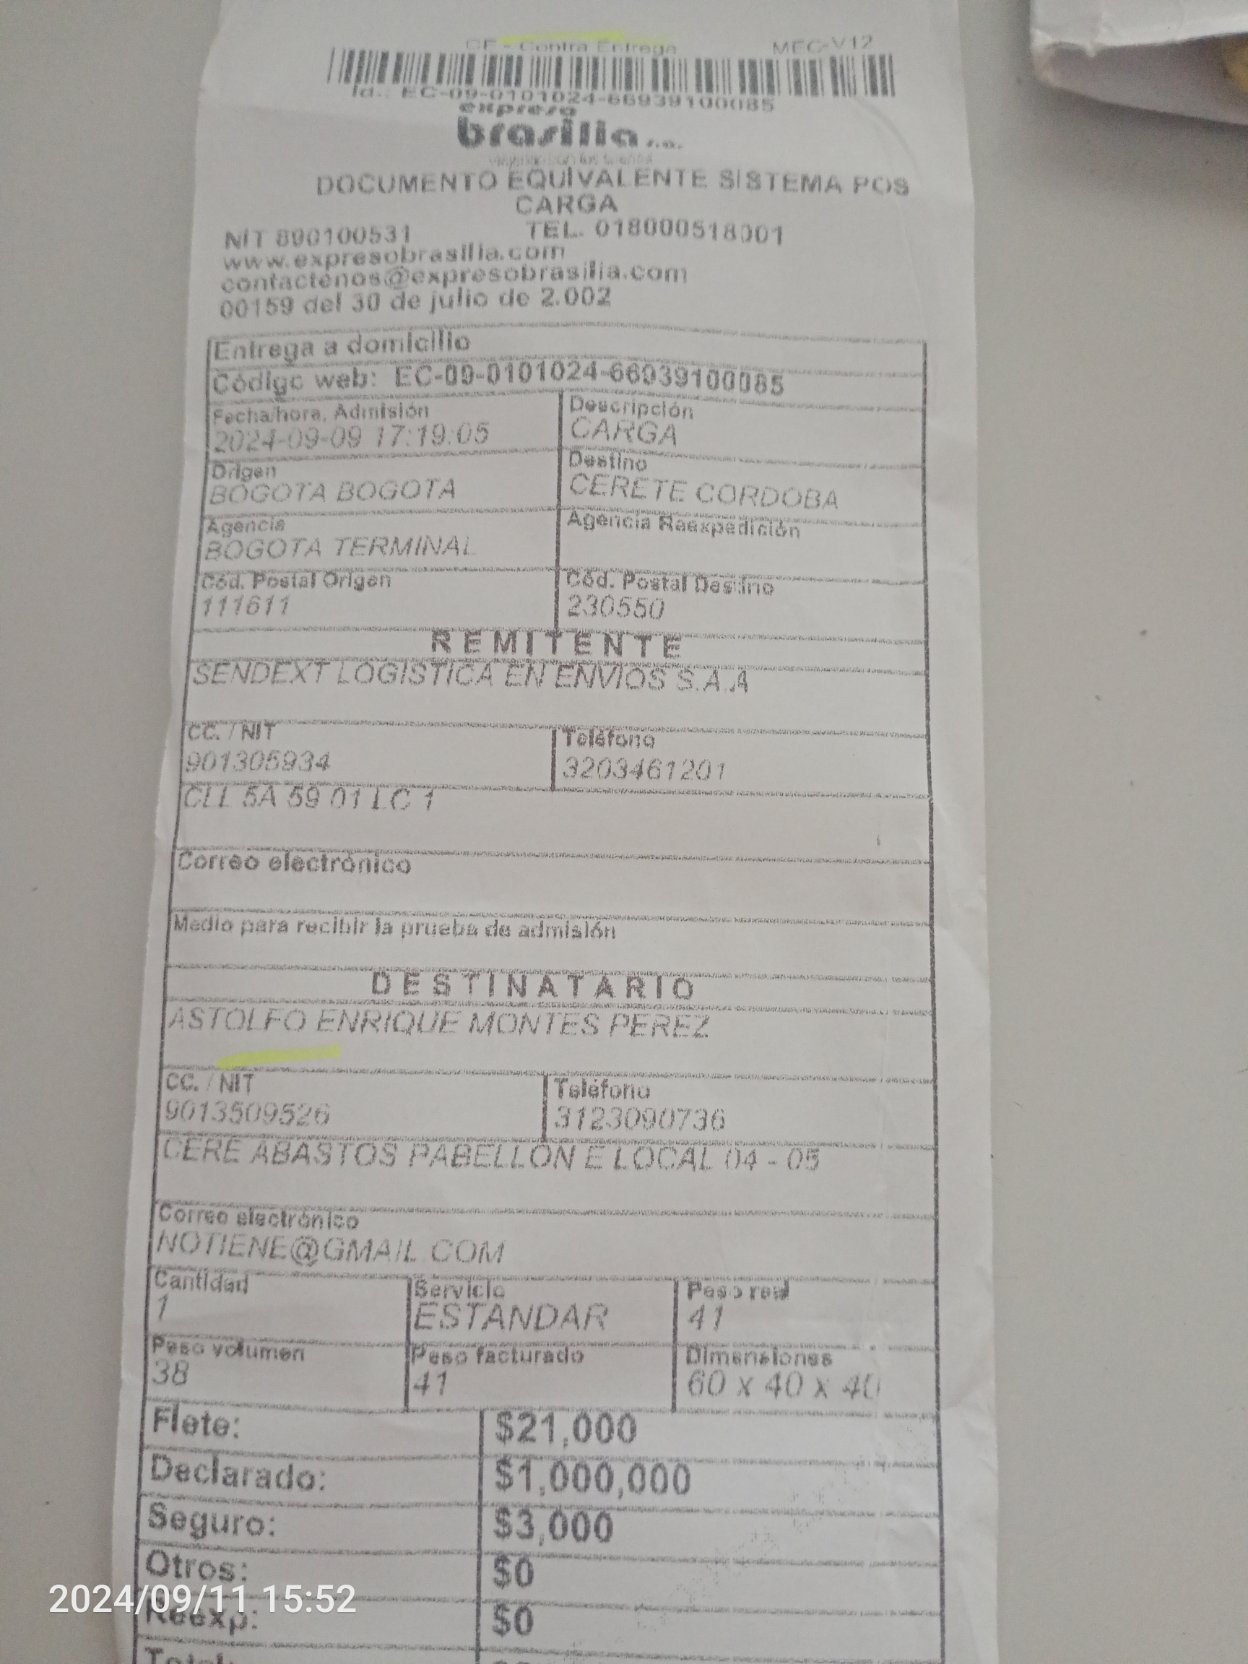 CE - Contra Entrega MEC-V12
Id.: EC-09-0101024-66939100085
expreso
brasilia s.a.
DOCUMENTO EQUIVALENTE SISTEMA POS
CARGA
NIT 890100531 TEL. 018000518001
www.expresobrasilia.com
contactenos@expresobrasilia.com
00159 del 30 de julio de 2.002
Entrega a domicilio
Código web: EC-09-0101024-66939100085
Fecha/hora, Admisión Descripción
2024-09-09 17:19:05 CARGA
Origen Destino
BOGOTA BOGOTA CERETE CORDOBA
Agencia Agencia Reexpedición
BOGOTA TERMINAL
Cód. Postal Origen Cód. Postal Destino
111611 230550
REMITENTE
SENDEXT LOGISTICA EN ENVIOS S.A.A
CC. / NIT Teléfono
901305934 3203461201
CLL 5A 59 01 LC 1
Correo electrónico
Medio para recibir la prueba de admisión
DESTINATARIO
ASTOLFO ENRIQUE MONTES PEREZ
CC. / NIT Teléfono
9013509526 3123090736
CERE ABASTOS PABELLON E LOCAL 04 - 05
Correo electrónico
NOTIENE@GMAIL.COM
Cantidad Servicio Peso real
1 ESTANDAR 41
Peso volumen Peso facturado Dimensiones
38 41 60 x 40 x 40
Flete: $21,000
Declarado: $1,000,000
Seguro: $3,000
Otros: $0
Reexp: $0
Total:
2024/09/11 15:52